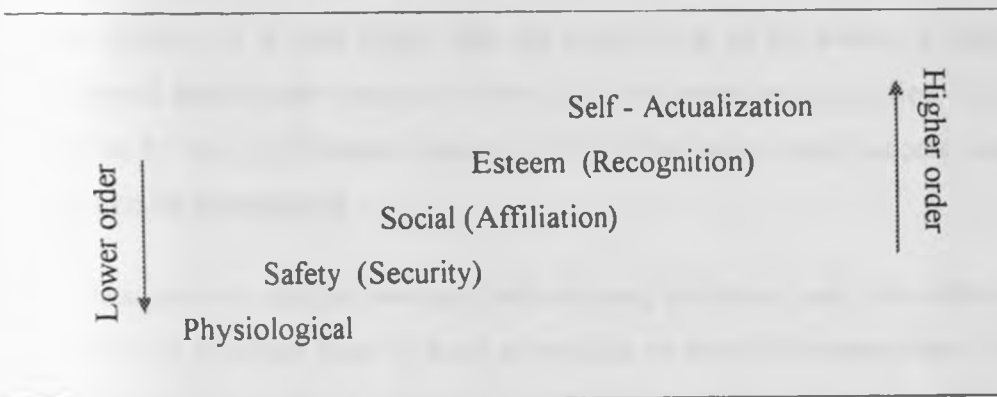 Self - Actualization
Esteem (Recognition)
Social (Affiliation)
Safety (Security)
Physiological
Lower order
Higher order